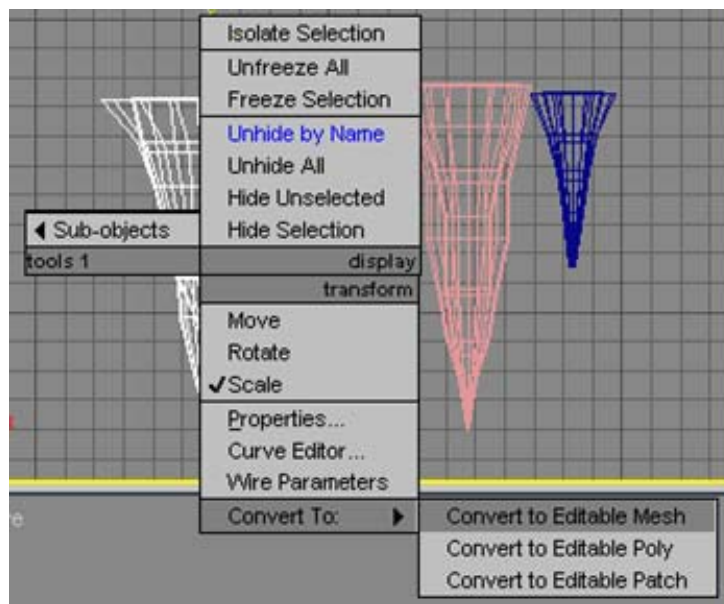 Isolate Selection
Unfreeze All
Freeze Selection
Unhide by Name
Unhide All
Hide Unselected
Hide Selection
Sub-objects
tools 1
display
transform
Move
Rotate
Scale
Properties...
Curve Editor...
Wire Parameters
Convert To:
Convert to Editable Mesh
Convert to Editable Poly
Convert to Editable Patch